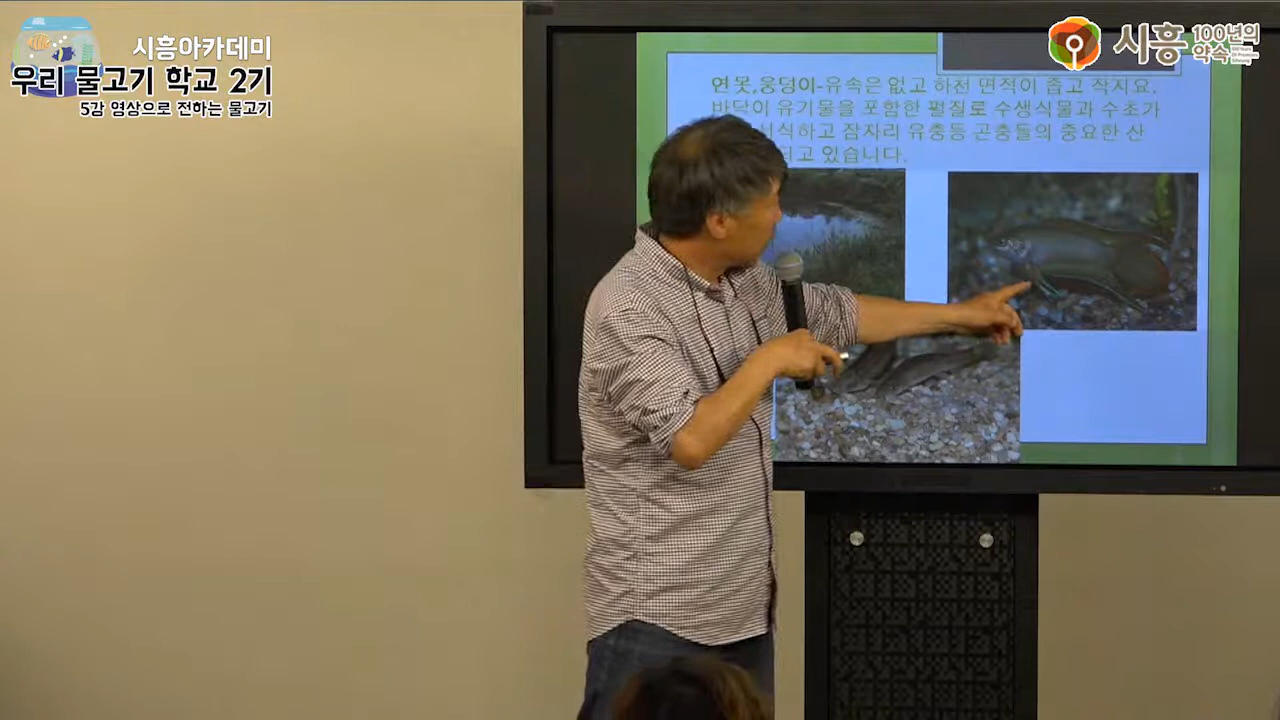 시흥아카데미
우리 물고기 학교 2기
5강 영상으로 전하는 물고기
시흥 100년의 약속
연못,웅덩이-유속은 없고 하천 면적이 좁고 작지요.
바닥이 유기물을 포함한 펄질로 수생식물과 수초가
서식하고 잠자리 유충등 곤충들의 중요한 산
되고 있습니다.